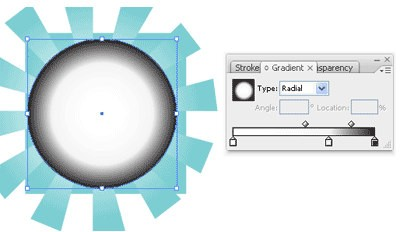 Stroke Gradient × sparency
Type: Radial
Angle: ° Location: %